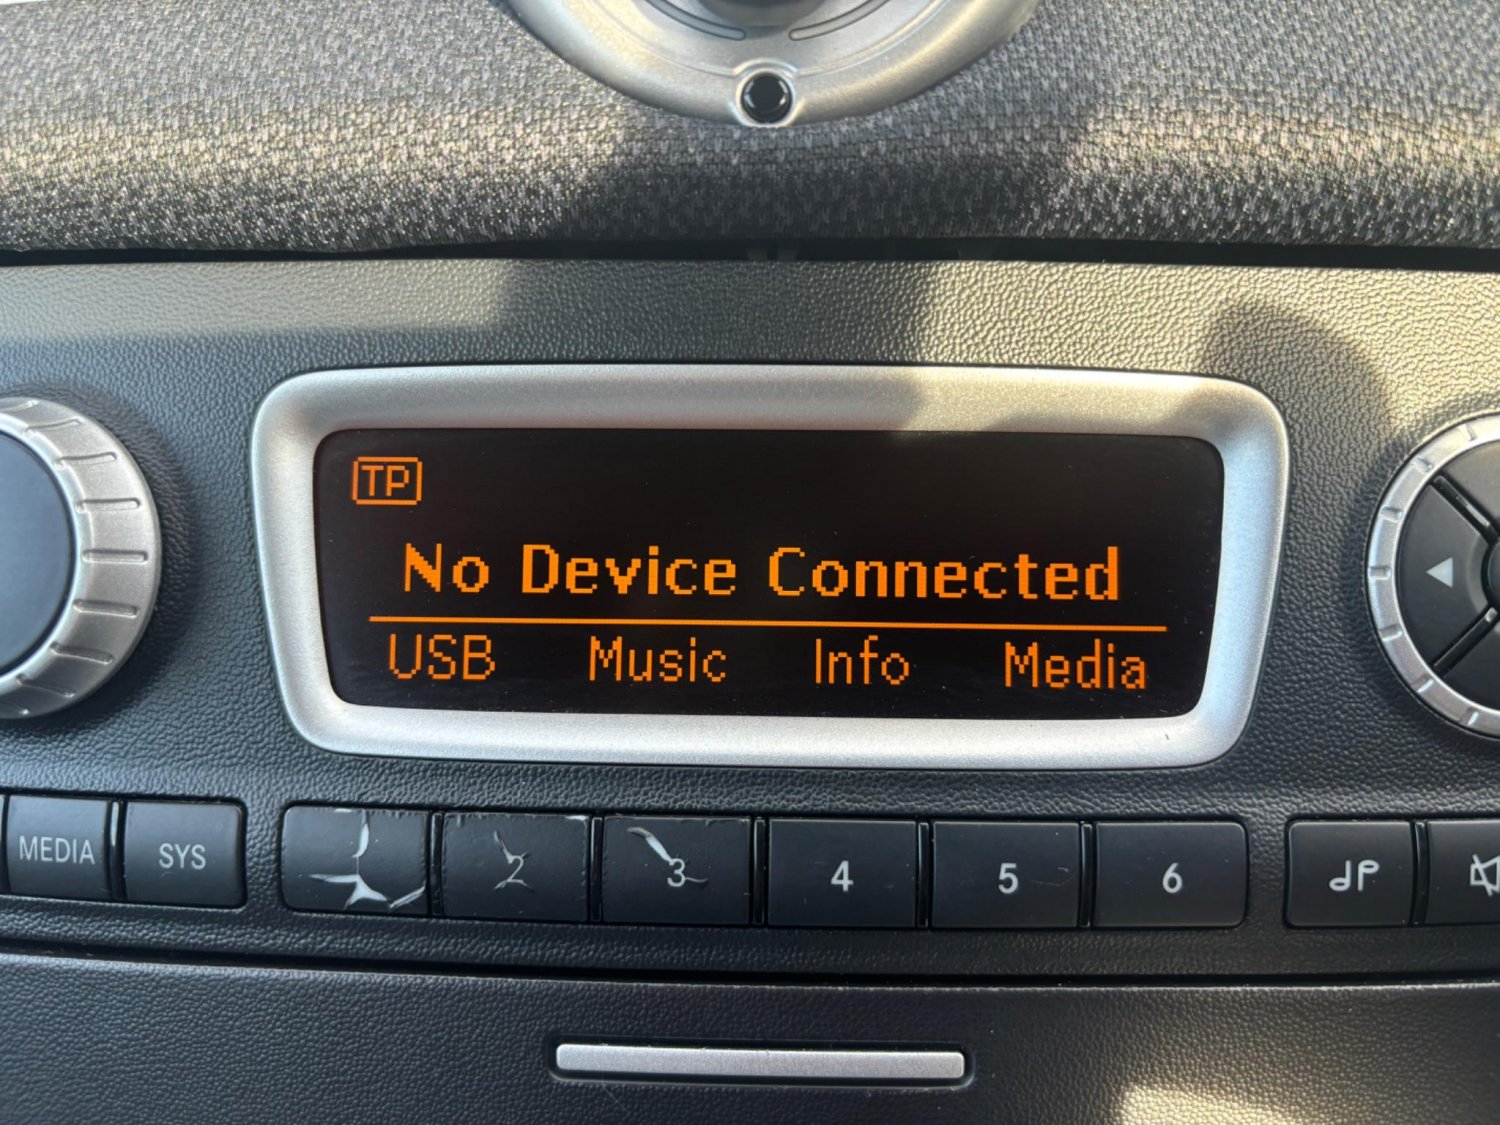 TP
No Device Connected
USB Music Info Media
MEDIA SYS 2 3 4 5 6